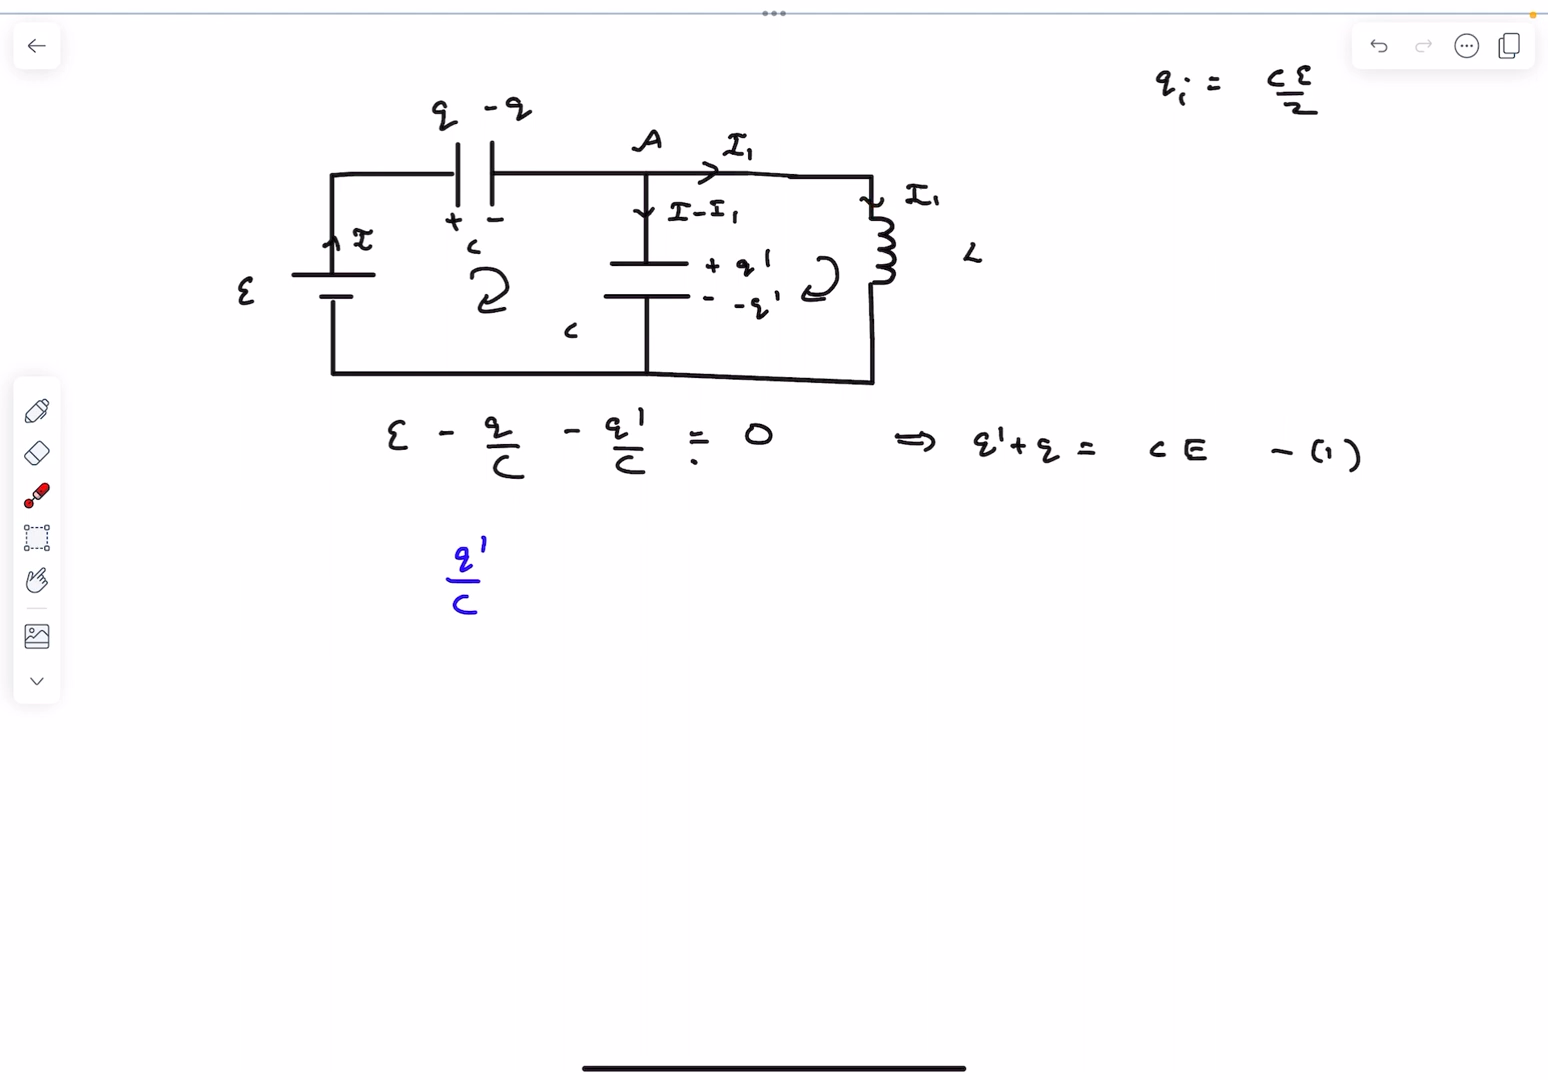 qᵢ = cε/2
q -q
A I₁
+ - I₁
I I-I₁
c
+ q'
ε L
- -q'
c
ε - q/C - q'/C = 0 ⇒ q'+q = cE -(1)
q'/C